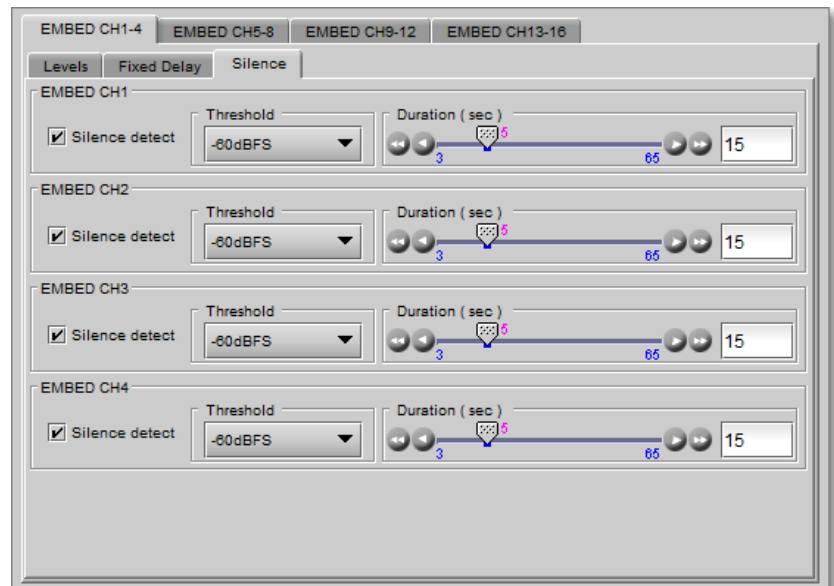 EMBED CH1-4 EMBED CH5-8 EMBED CH9-12 EMBED CH13-16
Levels Fixed Delay Silence
EMBED CH1
Threshold Duration ( sec )
Silence detect -60dBFS 5 15
3 65
EMBED CH2
Threshold Duration ( sec )
Silence detect -60dBFS 5 15
3 65
EMBED CH3
Threshold Duration ( sec )
Silence detect -60dBFS 5 15
3 65
EMBED CH4
Threshold Duration ( sec )
Silence detect -60dBFS 5 15
3 65